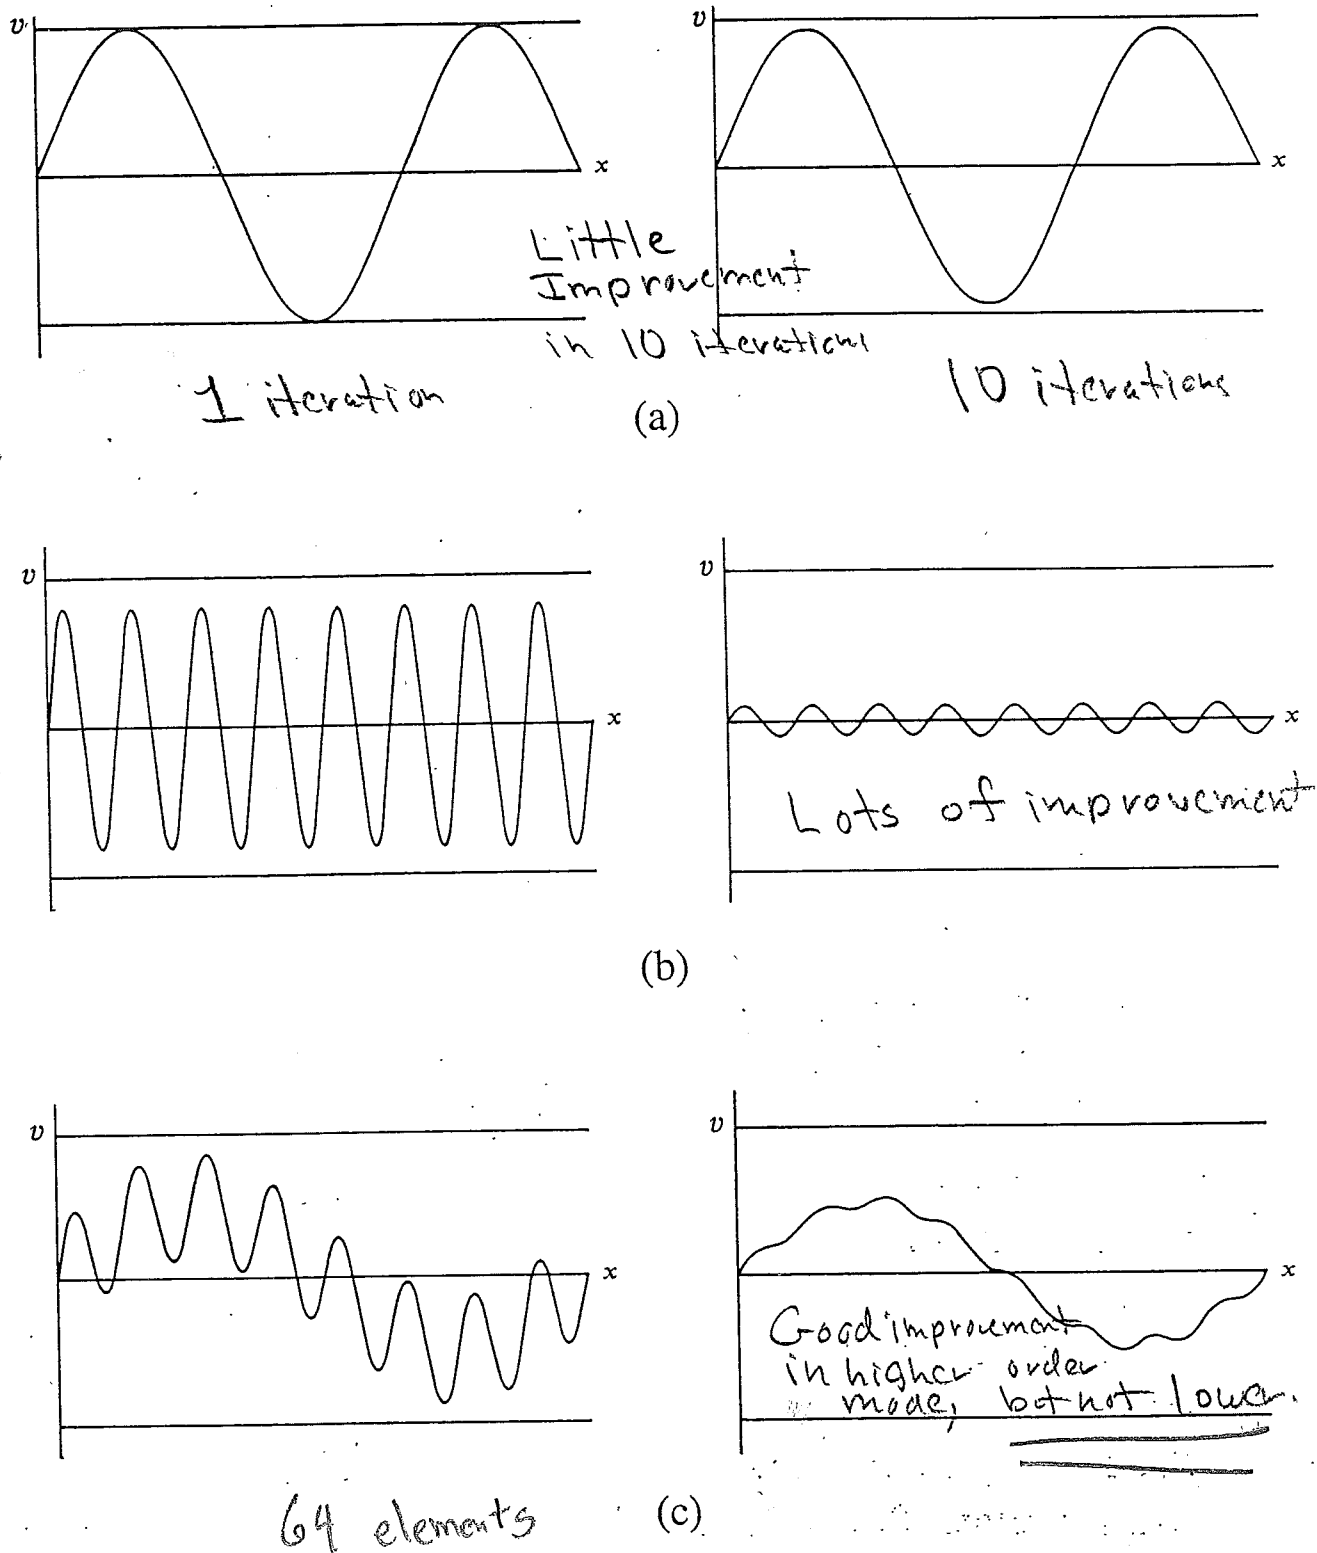 v
x
v
x
Little
Improvement
in 10 iterations
1 iteration
10 iterations
(a)
v
x
v
x
Lots of improvement
(b)
v
x
v
x
Good improvement
in higher order
mode, but not lower.
64 elements
(c)